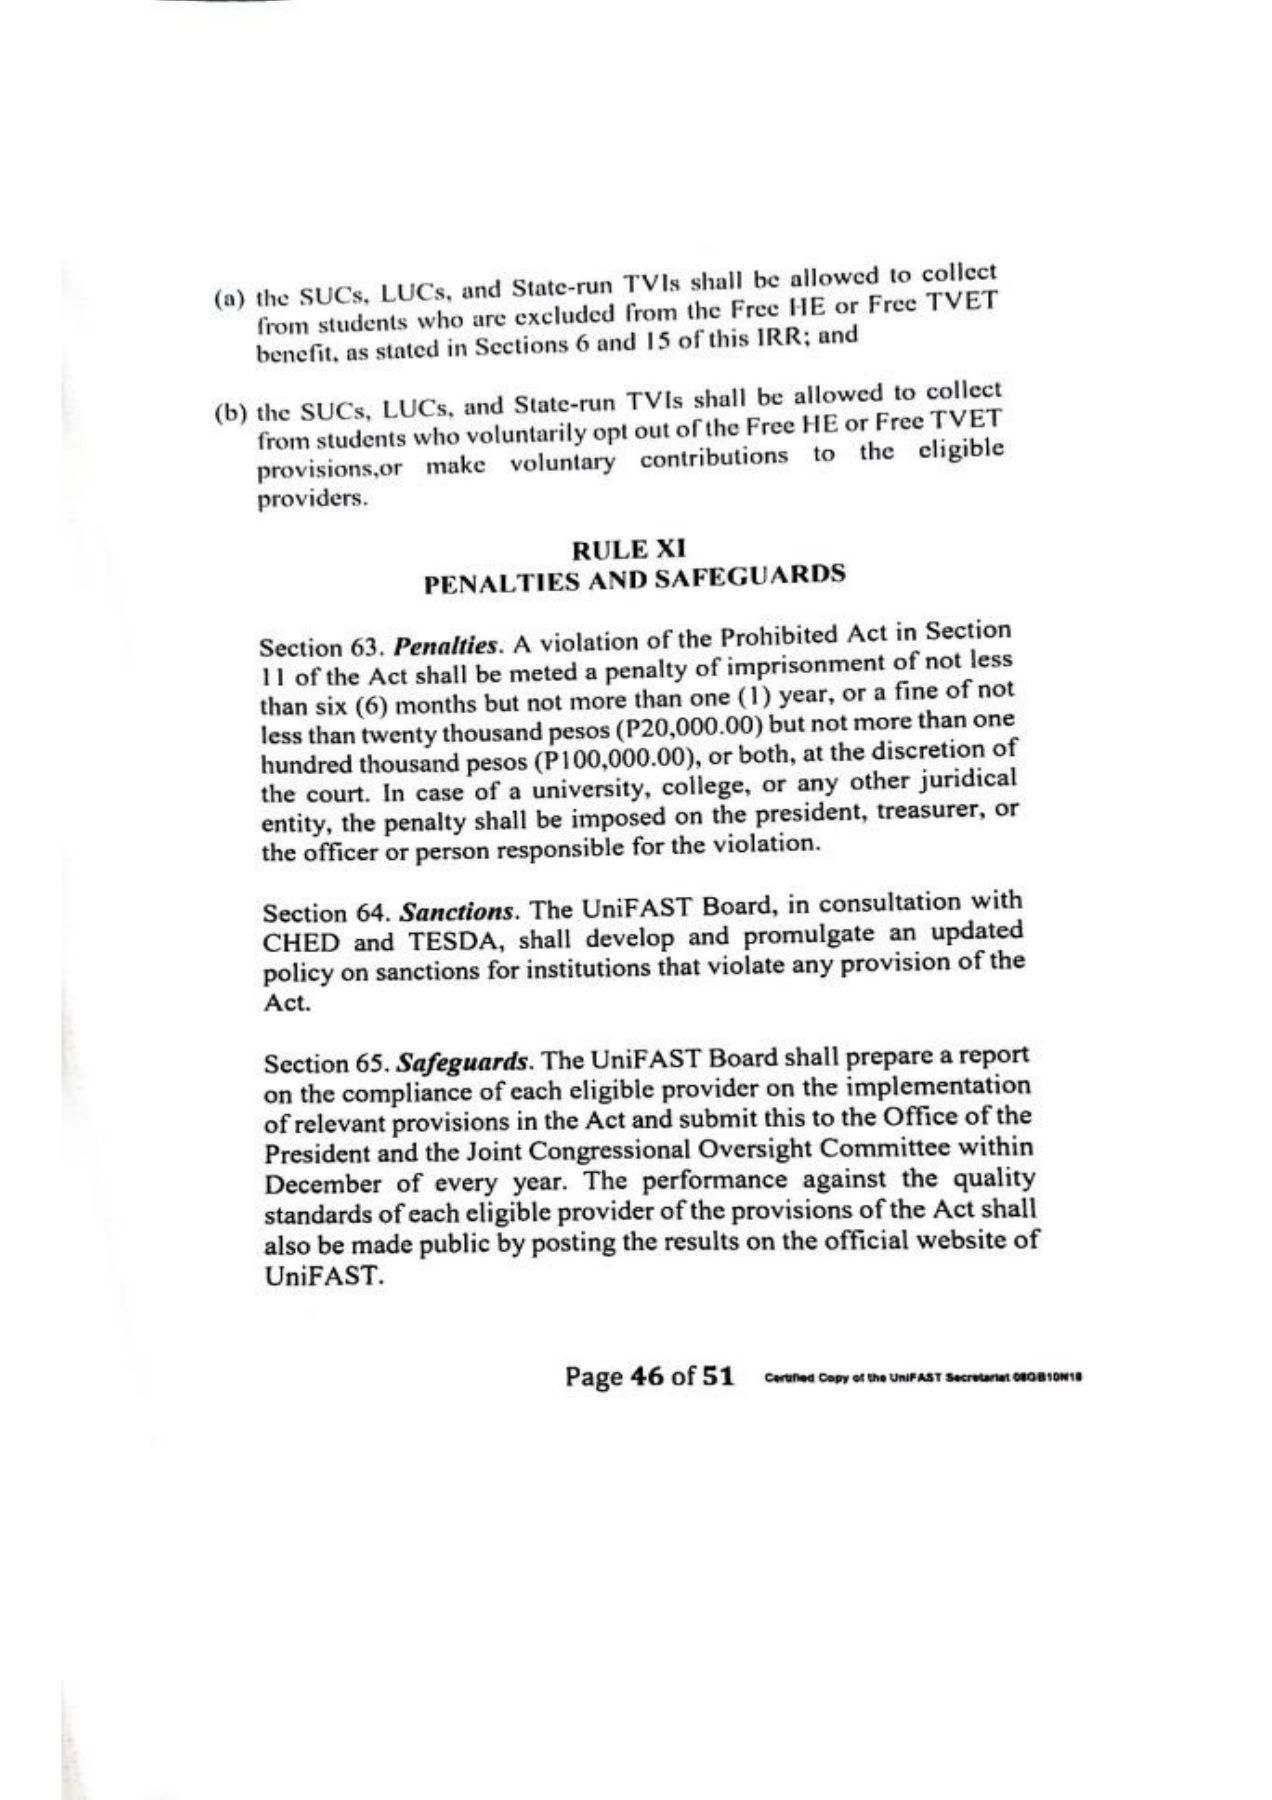 (a) the SUCs, LUCs, and State-run TVIs shall be allowed to collect
from students who are excluded from the Free HE or Free TVET
benefit, as stated in Sections 6 and 15 of this IRR; and
(b) the SUCs, LUCs, and State-run TVIs shall be allowed to collect
from students who voluntarily opt out of the Free HE or Free TVET
provisions,or make voluntary contributions to the eligible
providers.
RULE XI
PENALTIES AND SAFEGUARDS
Section 63. Penalties. A violation of the Prohibited Act in Section
11 of the Act shall be meted a penalty of imprisonment of not less
than six (6) months but not more than one (1) year, or a fine of not
less than twenty thousand pesos (P20,000.00) but not more than one
hundred thousand pesos (P100,000.00), or both, at the discretion of
the court. In case of a university, college, or any other juridical
entity, the penalty shall be imposed on the president, treasurer, or
the officer or person responsible for the violation.
Section 64. Sanctions. The UniFAST Board, in consultation with
CHED and TESDA, shall develop and promulgate an updated
policy on sanctions for institutions that violate any provision of the
Act.
Section 65. Safeguards. The UniFAST Board shall prepare a report
on the compliance of each eligible provider on the implementation
of relevant provisions in the Act and submit this to the Office of the
President and the Joint Congressional Oversight Committee within
December of every year. The performance against the quality
standards of each eligible provider of the provisions of the Act shall
also be made public by posting the results on the official website of
UniFAST.
Page 46 of 51 Certified Copy of the UniFAST Secretariat 08GB10N18